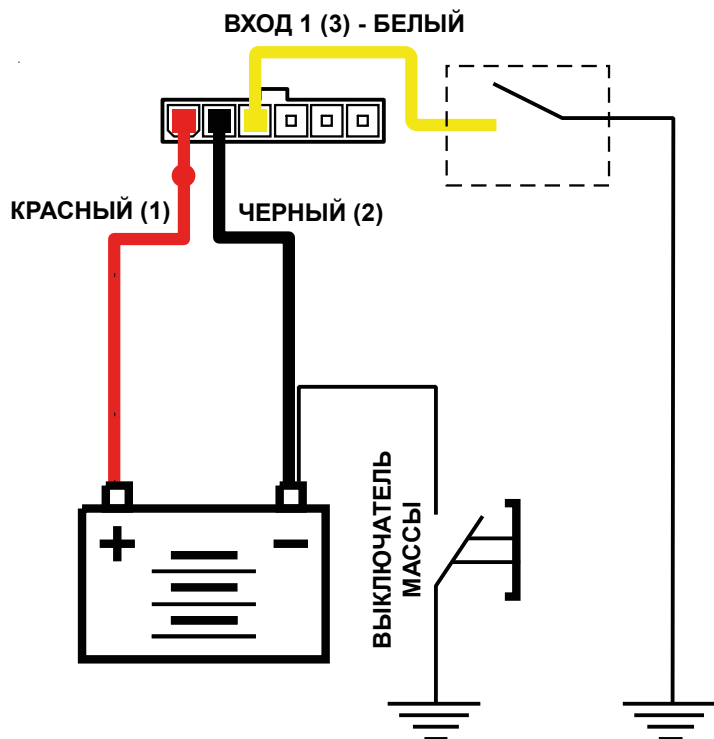 ВХОД 1 (3) - БЕЛЫЙ
КРАСНЫЙ (1)
ЧЕРНЫЙ (2)
ВЫКЛЮЧАТЕЛЬ
МАССЫ